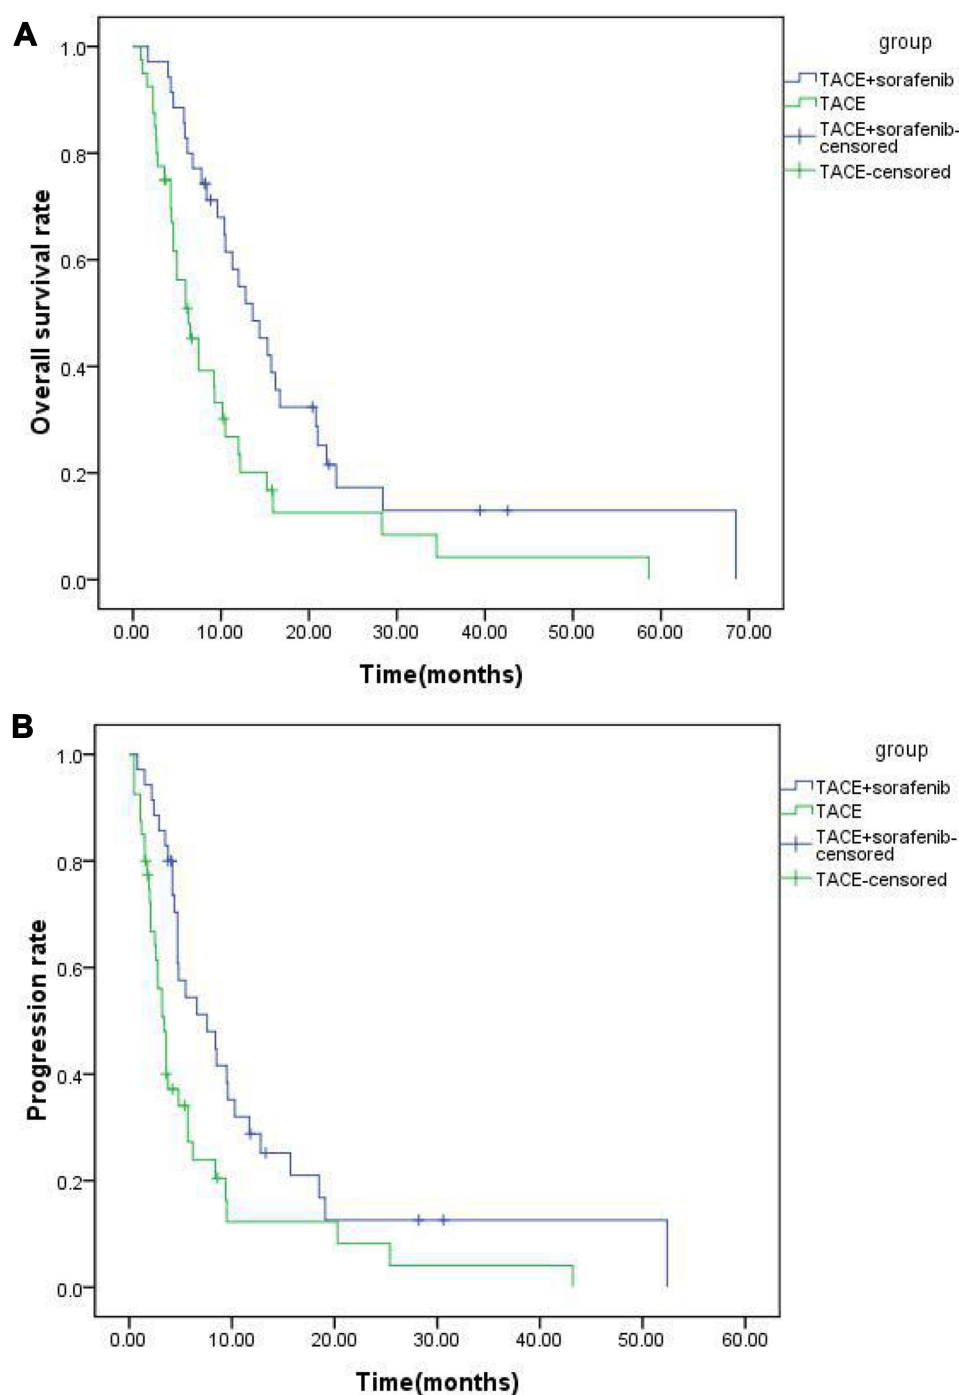 A
group
TACE+sorafenib
TACE
TACE+sorafenib-
censored
TACE-censored
Overall survival rate
1.0
0.8
0.6
0.4
0.2
0.0
0.00 10.00 20.00 30.00 40.00 50.00 60.00 70.00
Time(months)
B
group
TACE+sorafenib
TACE
TACE+sorafenib-
censored
TACE-censored
Progression rate
1.0
0.8
0.6
0.4
0.2
0.0
0.00 10.00 20.00 30.00 40.00 50.00 60.00
Time(months)